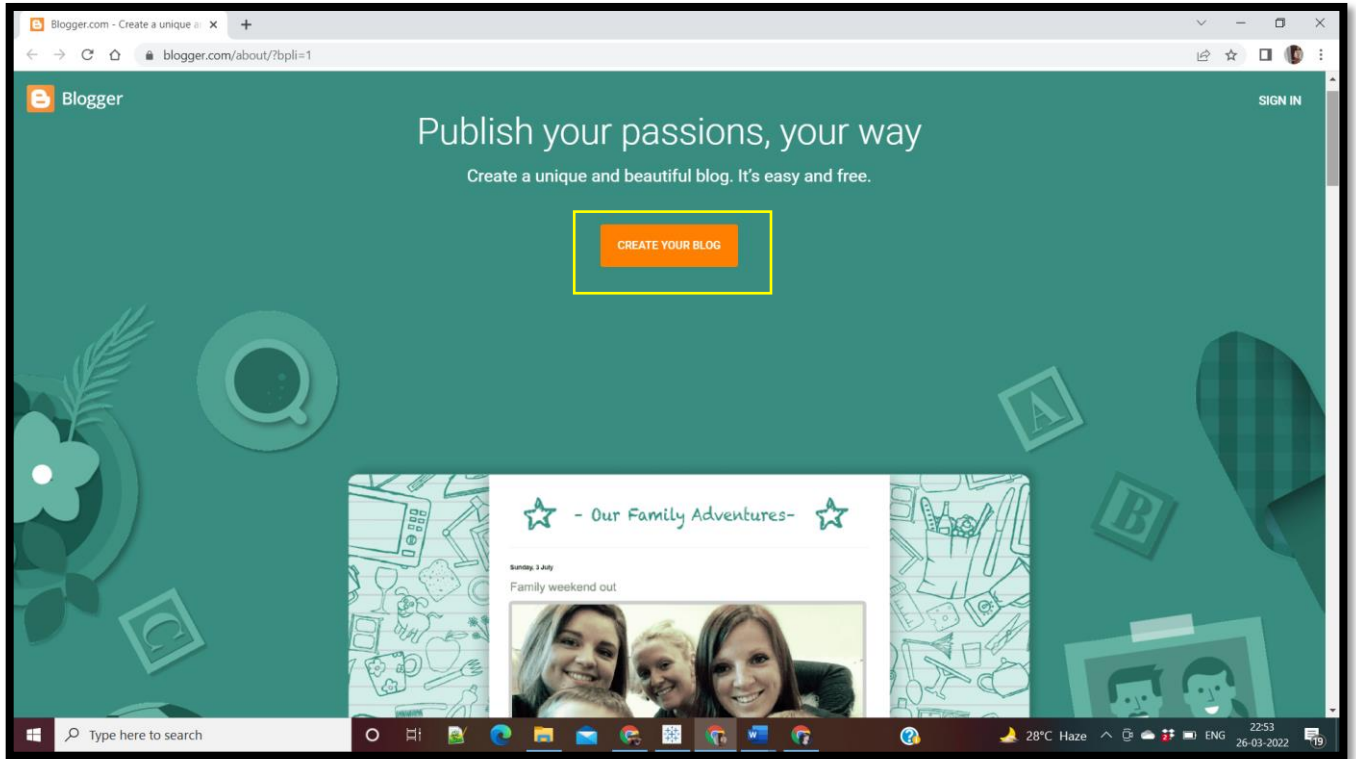 Blogger.com - Create a unique a
blogger.com/about/?bpli=1
Blogger
SIGN IN
Publish your passions, your way
Create a unique and beautiful blog. It's easy and free.
CREATE YOUR BLOG
A
B
C
- Our Family Adventures-
Sunday, 3 July
Family weekend out
Type here to search
28°C Haze
ENG
22:53
26-03-2022
19